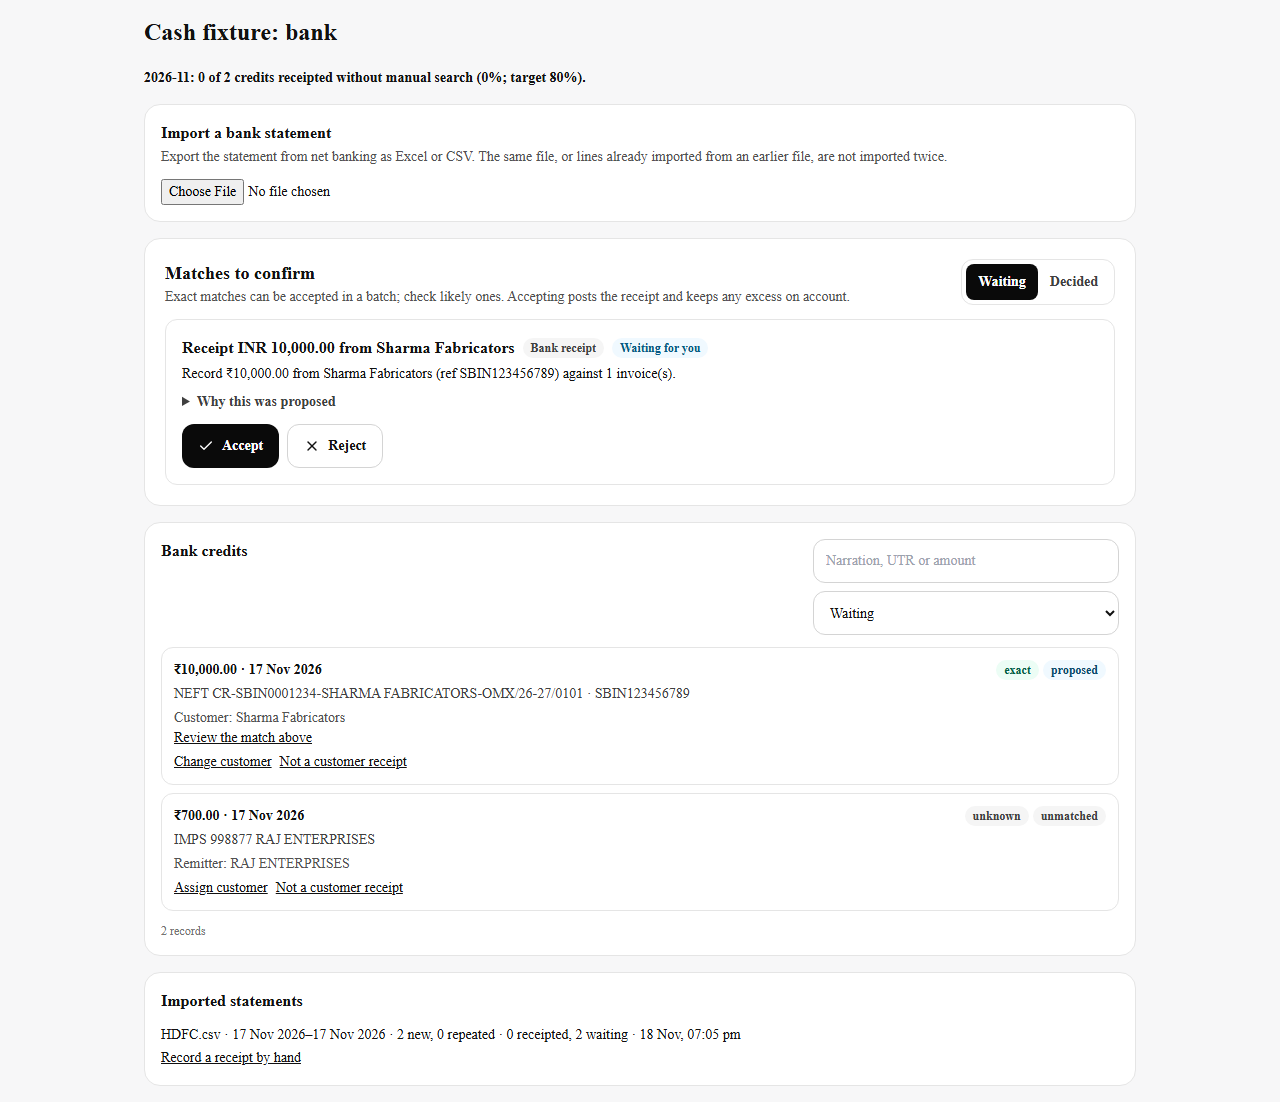 Cash fixture: bank
2026-11: 0 of 2 credits receipted without manual search (0%; target 80%).
Import a bank statement
Export the statement from net banking as Excel or CSV. The same file, or lines already imported from an earlier file, are not imported twice.
Choose File No file chosen
Matches to confirm
Exact matches can be accepted in a batch; check likely ones. Accepting posts the receipt and keeps any excess on account.
Waiting Decided
Receipt INR 10,000.00 from Sharma Fabricators Bank receipt Waiting for you
Record ₹10,000.00 from Sharma Fabricators (ref SBIN123456789) against 1 invoice(s).
Why this was proposed
Accept Reject
Bank credits
Narration, UTR or amount
Waiting
₹10,000.00 · 17 Nov 2026 exact proposed
NEFT CR-SBIN0001234-SHARMA FABRICATORS-OMX/26-27/0101 · SBIN123456789
Customer: Sharma Fabricators
Review the match above
Change customer Not a customer receipt
₹700.00 · 17 Nov 2026 unknown unmatched
IMPS 998877 RAJ ENTERPRISES
Remitter: RAJ ENTERPRISES
Assign customer Not a customer receipt
2 records
Imported statements
HDFC.csv · 17 Nov 2026–17 Nov 2026 · 2 new, 0 repeated · 0 receipted, 2 waiting · 18 Nov, 07:05 pm
Record a receipt by hand